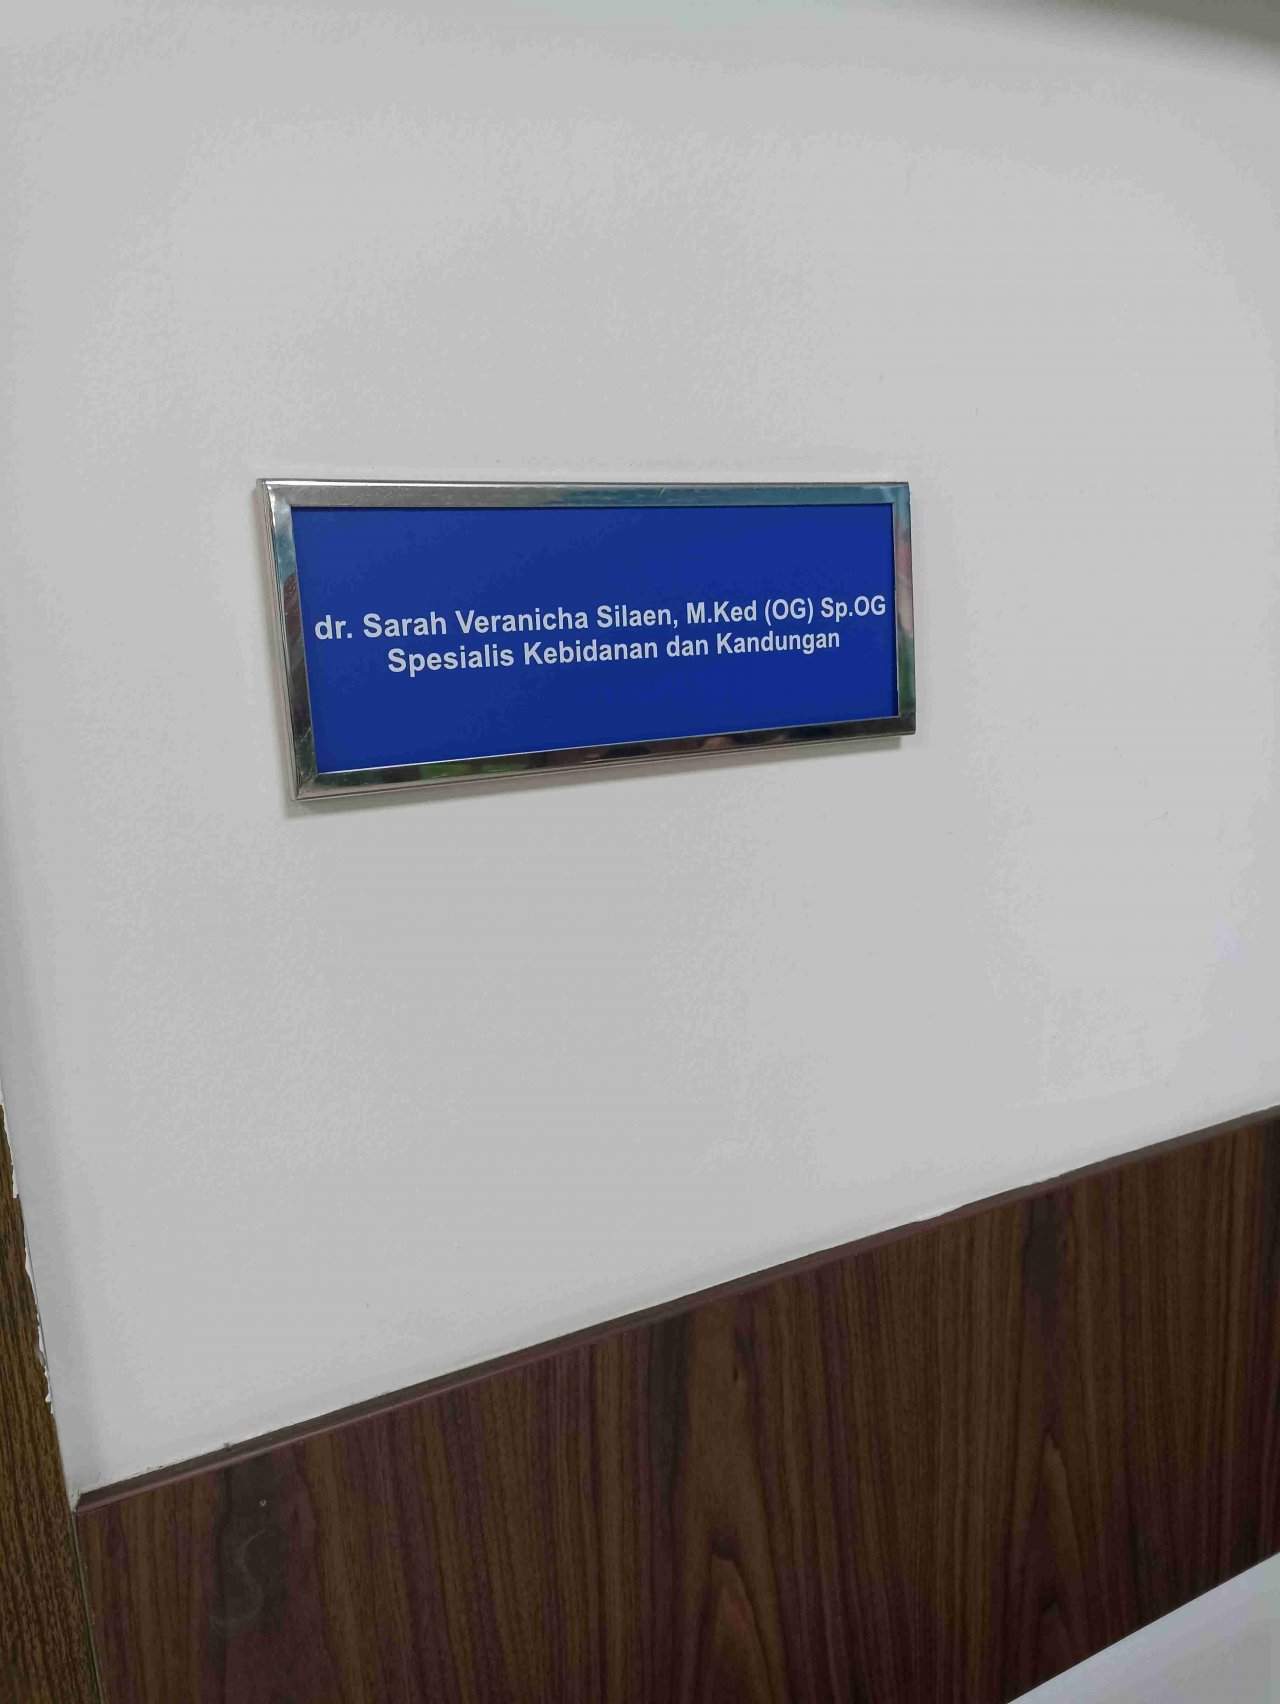 dr. Sarah Veranicha Silaen, M.Ked (OG) Sp.OG
Spesialis Kebidanan dan Kandungan